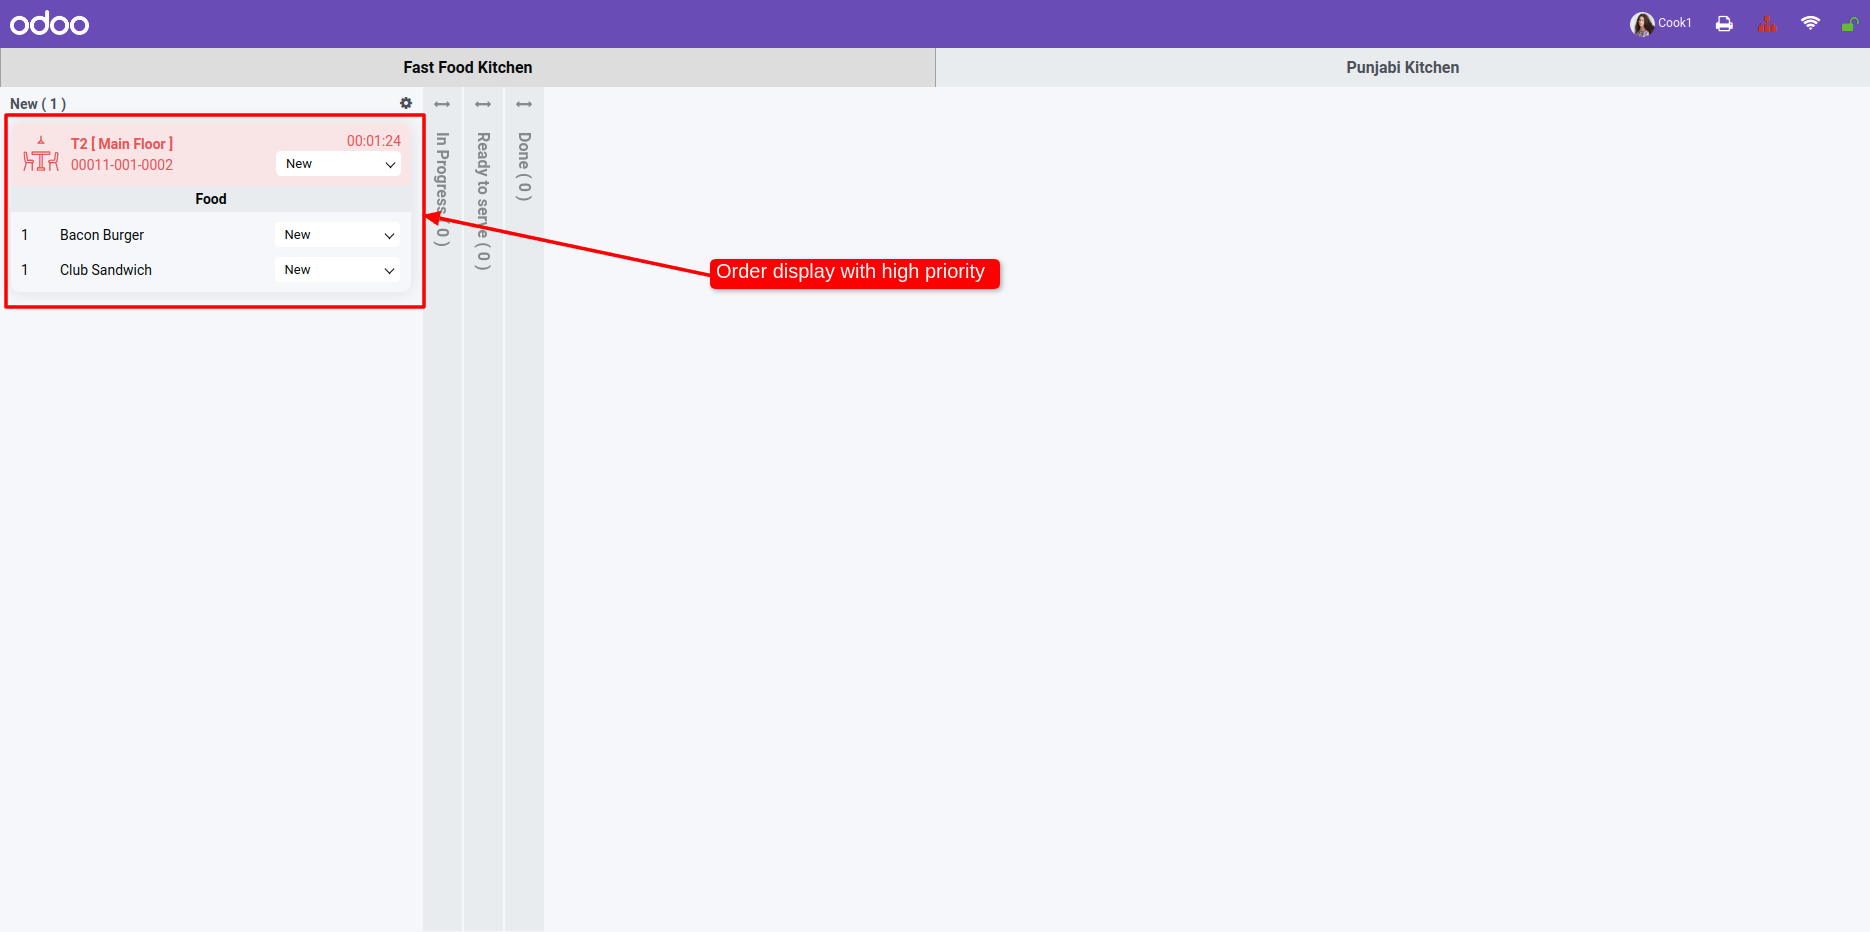 odoo
Cook1
Fast Food Kitchen
Punjabi Kitchen
New ( 1 )
T2 [ Main Floor ]
00:01:24
00011-001-0002
New
Food
1 Bacon Burger New
1 Club Sandwich New
In Progress ( 0 )
Ready to serve ( 0 )
Done ( 0 )
Order display with high priority